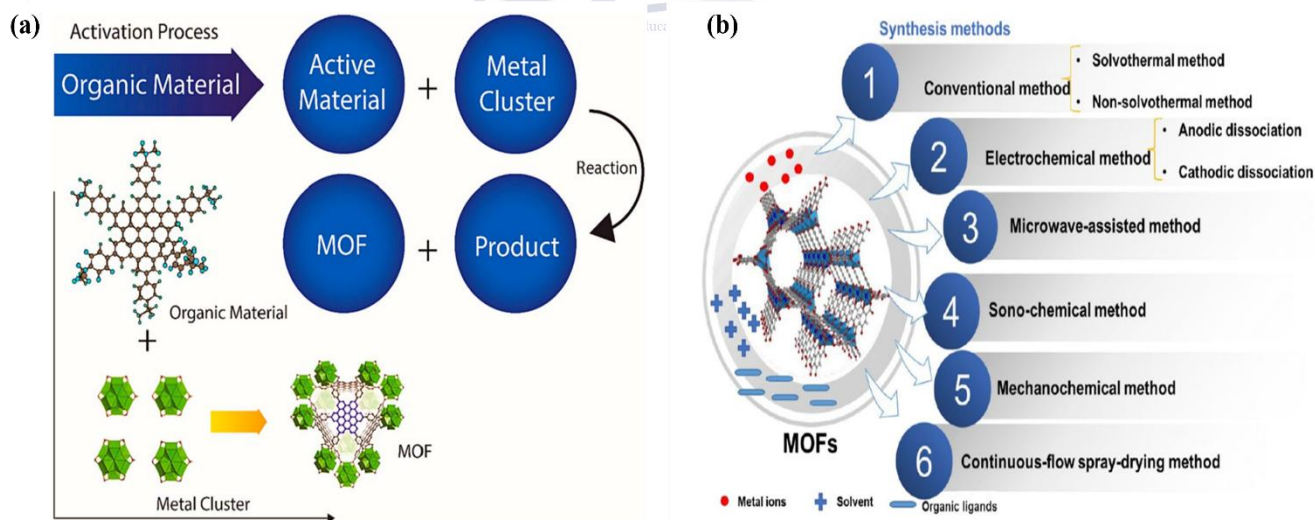 (a)
Activation Process
Organic Material
Active
Material
+
Metal
Cluster
Reaction
MOF
+
Product
Organic Material
+
MOF
Metal Cluster
(b)
Synthesis methods
1
Conventional method
• Solvothermal method
• Non-solvothermal method
2
Electrochemical method
• Anodic dissociation
• Cathodic dissociation
3
Microwave-assisted method
4
Sono-chemical method
5
Mechanochemical method
6
Continuous-flow spray-drying method
MOFs
Metal ions
Solvent
Organic ligands